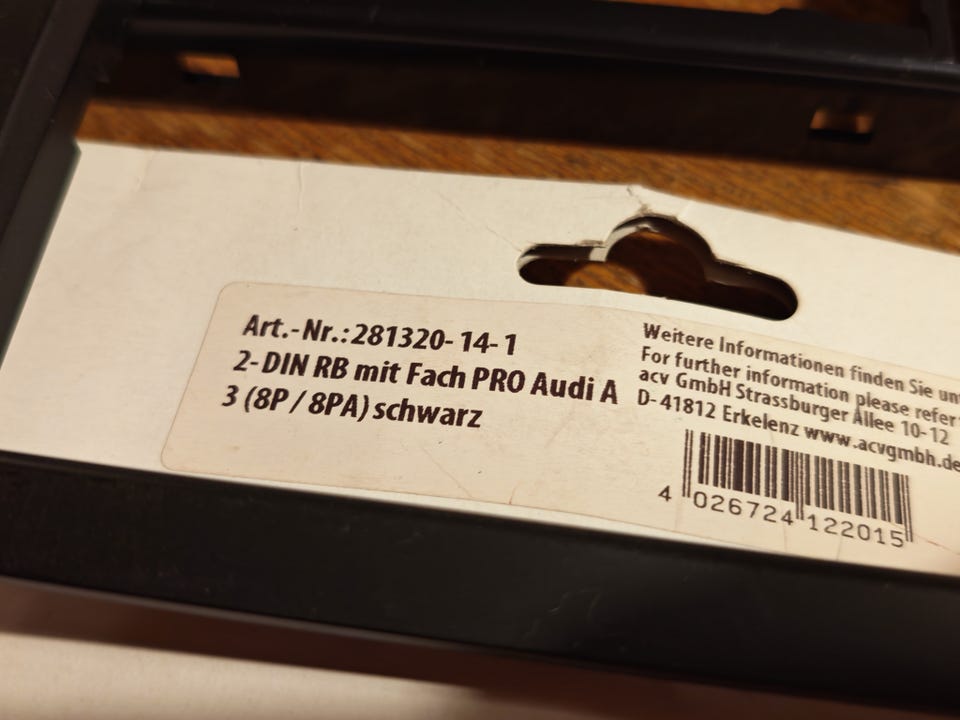 Art.-Nr.:281320-14-1
2-DIN RB mit Fach PRO Audi A
3 (8P / 8PA) schwarz
Weitere Informationen finden Sie
For further information please refer
acv GmbH Strassburger Allee 10-12
D-41812 Erkelenz www.acvgmbh.de
4 026724 122015